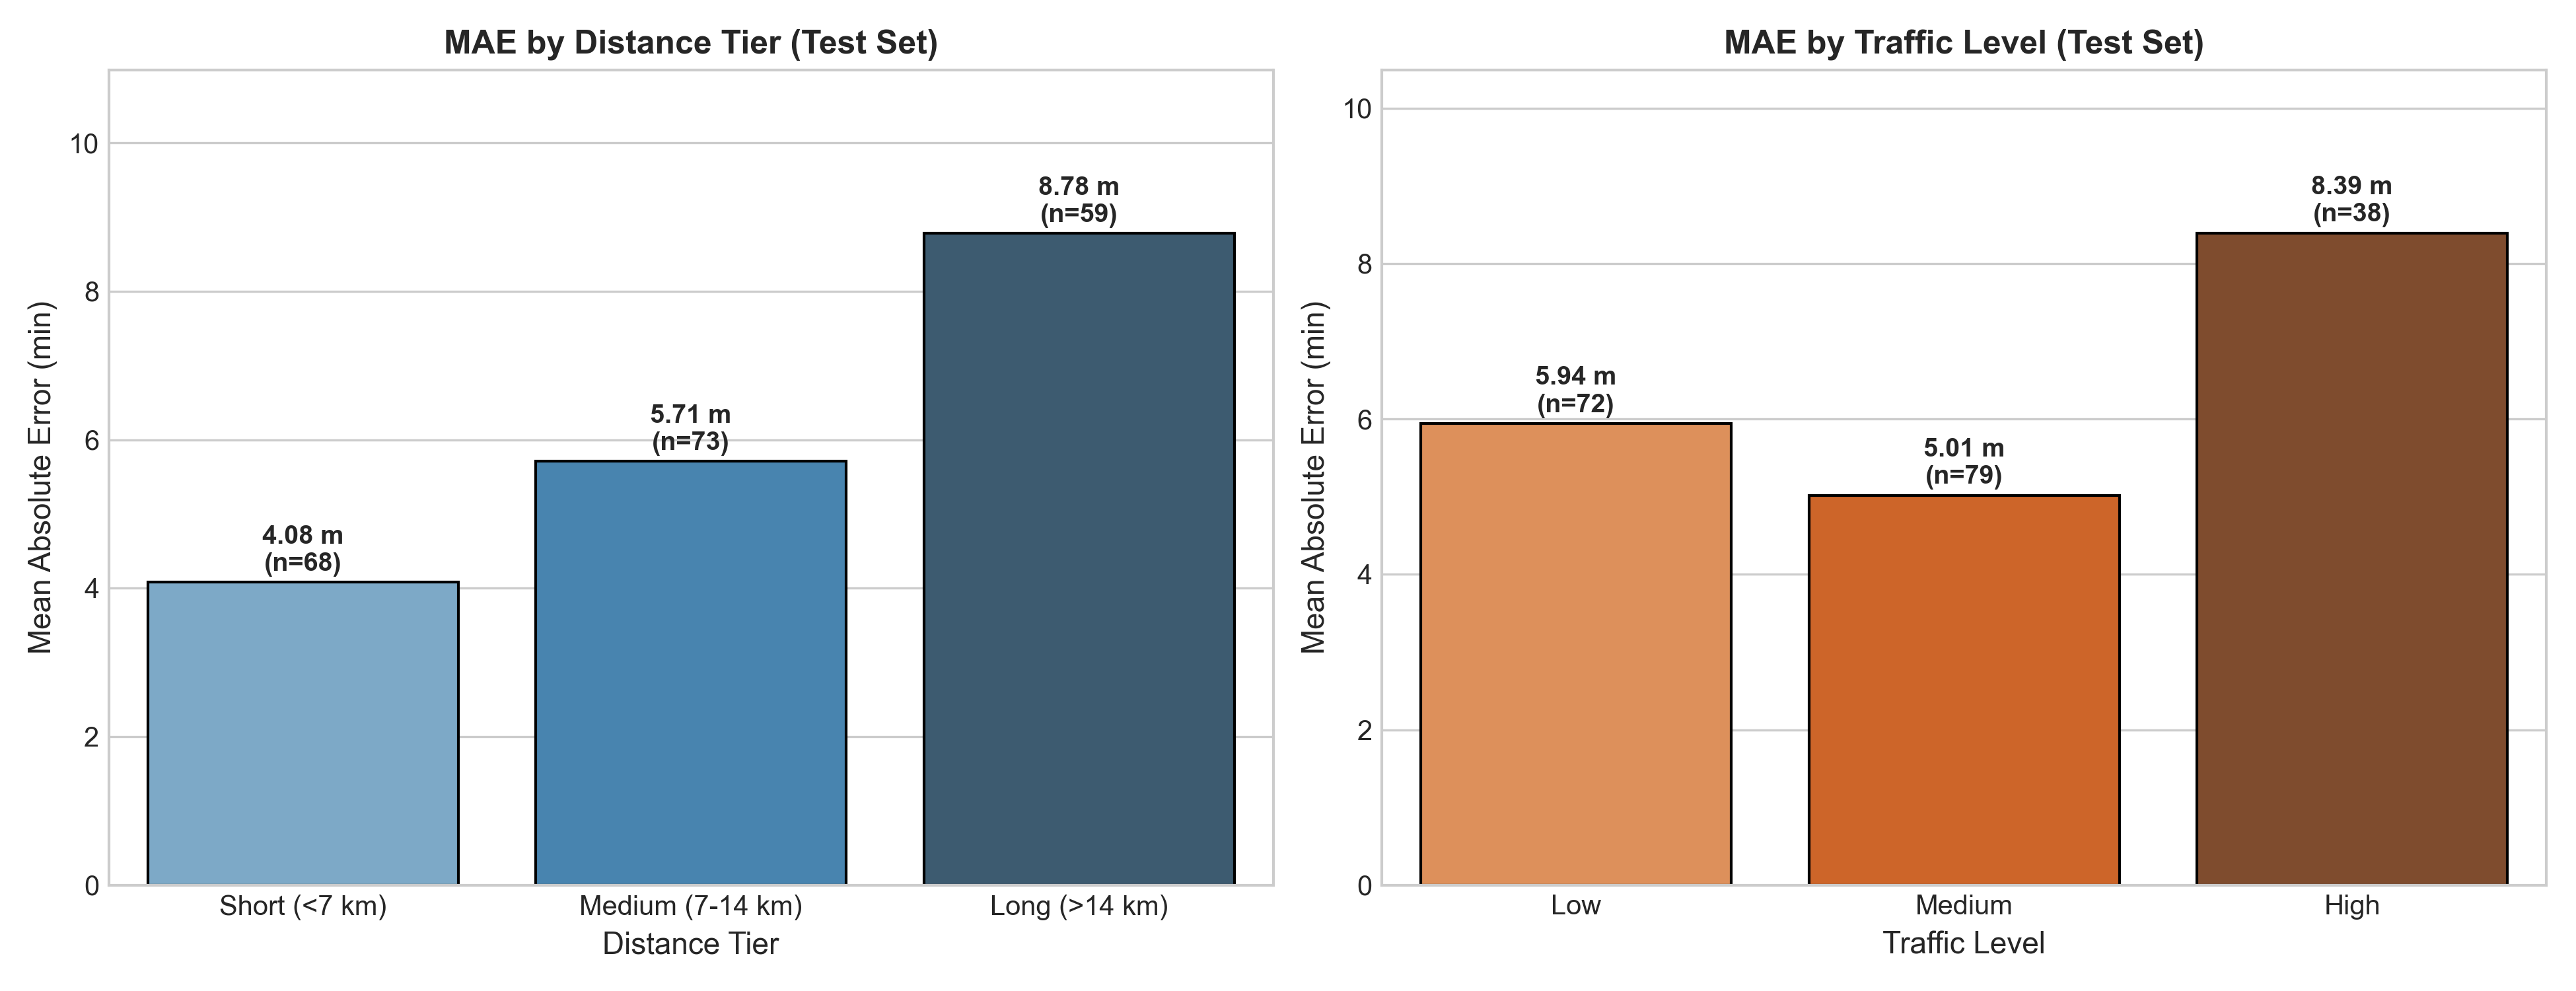 MAE by Distance Tier (Test Set)
Mean Absolute Error (min)
10
8
6
4
2
0
4.08 m
(n=68)
5.71 m
(n=73)
8.78 m
(n=59)
Short (<7 km)
Medium (7-14 km)
Long (>14 km)
Distance Tier
MAE by Traffic Level (Test Set)
Mean Absolute Error (min)
10
8
6
4
2
0
5.94 m
(n=72)
5.01 m
(n=79)
8.39 m
(n=38)
Low
Medium
High
Traffic Level